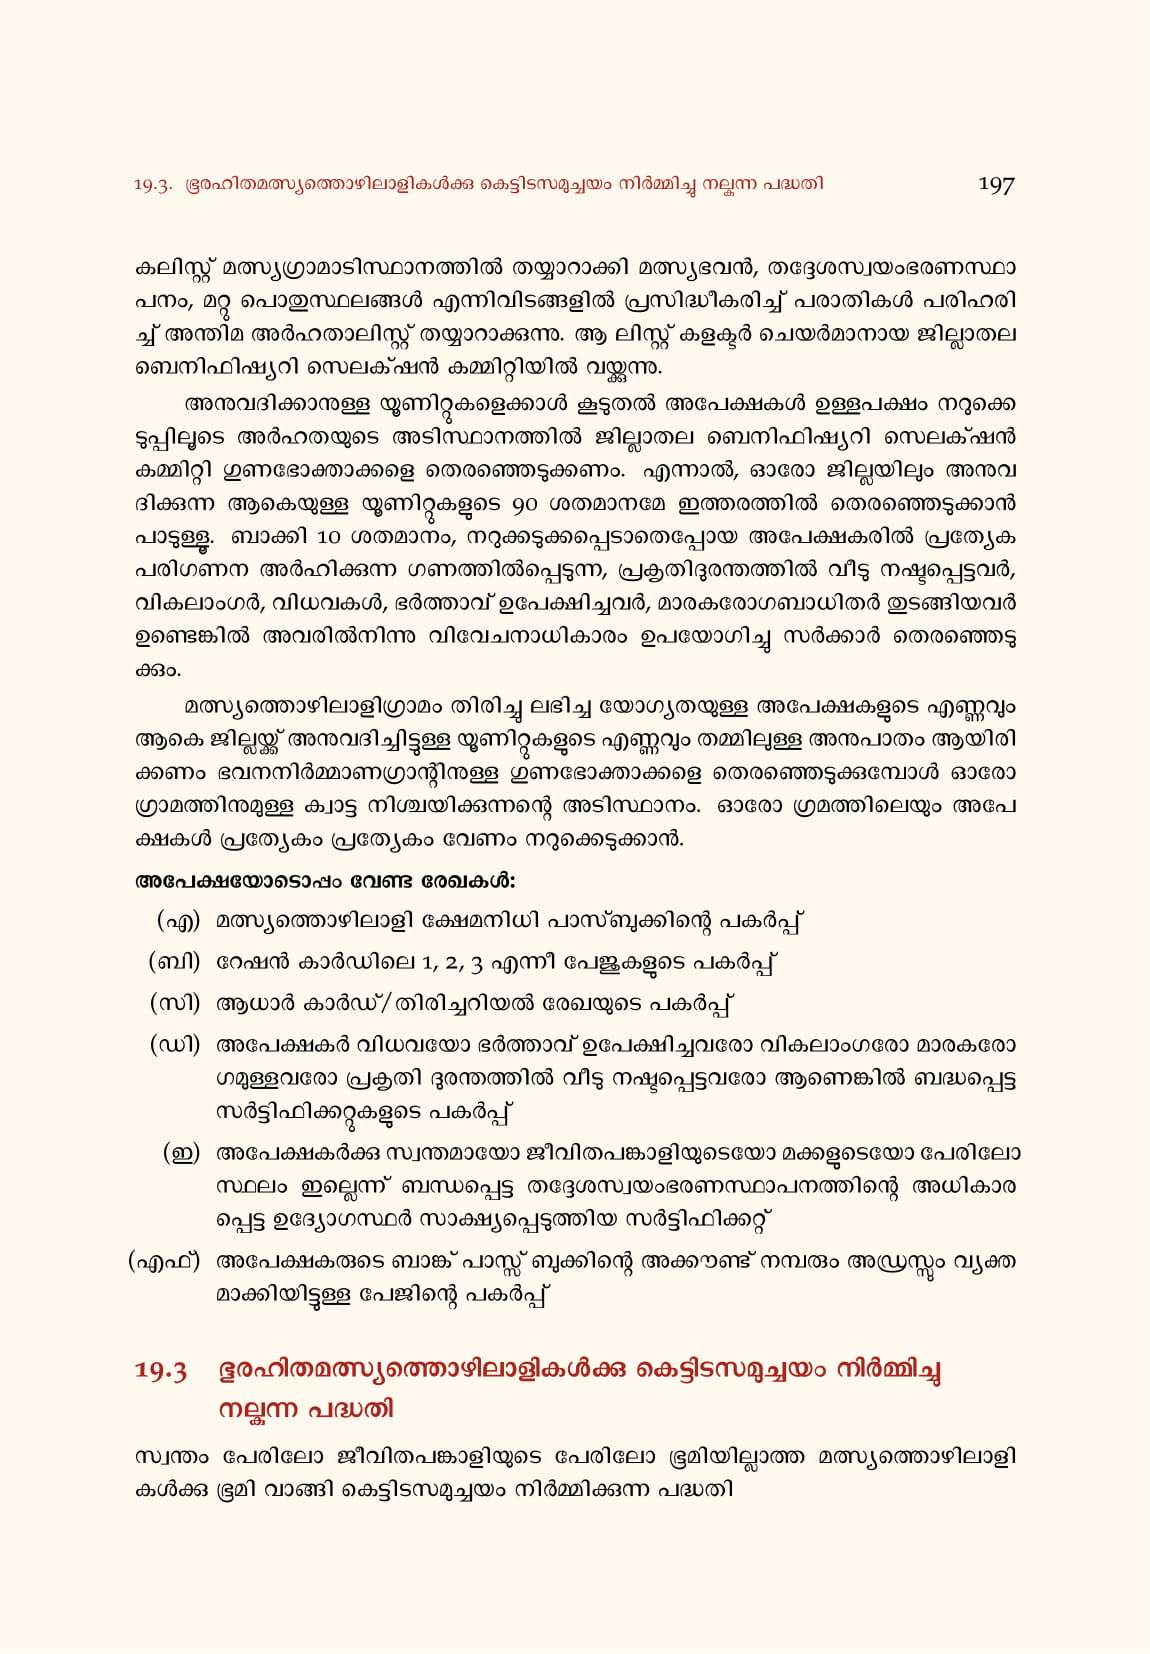 19.3. ഭൂരഹിതമത്സ്യത്തൊഴിലാളികൾക്കു കെട്ടിടസമുച്ചയം നിർമ്മിച്ചു നല്കുന്ന പദ്ധതി 197
കലിസ്റ്റ് മത്സ്യഗ്രാമാടിസ്ഥാനത്തിൽ തയ്യാറാക്കി മത്സ്യഭവൻ, തദ്ദേശസ്വയംഭരണസ്ഥാ
പനം, മറ്റു പൊതുസ്ഥലങ്ങൾ എന്നിവിടങ്ങളിൽ പ്രസിദ്ധീകരിച്ച് പരാതികൾ പരിഹരി
ച്ച് അന്തിമ അർഹതാലിസ്റ്റ് തയ്യാറാക്കുന്നു. ആ ലിസ്റ്റ് കളക്ടർ ചെയർമാനായ ജില്ലാതല
ബെനിഫിഷ്യറി സെലക്‌ഷൻ കമ്മിറ്റിയിൽ വയ്ക്കുന്നു.
അനുവദിക്കാനുള്ള യൂണിറ്റുകളെക്കാൾ കൂടുതൽ അപേക്ഷകൾ ഉള്ളപക്ഷം നറുക്കെ
ടുപ്പിലൂടെ അർഹതയുടെ അടിസ്ഥാനത്തിൽ ജില്ലാതല ബെനിഫിഷ്യറി സെലക്‌ഷൻ
കമ്മിറ്റി ഗുണഭോക്താക്കളെ തെരഞ്ഞെടുക്കണം. എന്നാൽ, ഓരോ ജില്ലയിലും അനുവ
ദിക്കുന്ന ആകെയുള്ള യൂണിറ്റുകളുടെ 90 ശതമാനമേ ഇത്തരത്തിൽ തെരഞ്ഞെടുക്കാൻ
പാടുള്ളൂ. ബാക്കി 10 ശതമാനം, നറുക്കടുക്കപ്പെടാതെപ്പോയ അപേക്ഷകരിൽ പ്രത്യേക
പരിഗണന അർഹിക്കുന്ന ഗണത്തിൽപ്പെടുന്ന, പ്രകൃതിദുരന്തത്തിൽ വീടു നഷ്ടപ്പെട്ടവർ,
വികലാംഗർ, വിധവകൾ, ഭർത്താവ് ഉപേക്ഷിച്ചവർ, മാരകരോഗബാധിതർ തുടങ്ങിയവർ
ഉണ്ടെങ്കിൽ അവരിൽനിന്നു വിവേചനാധികാരം ഉപയോഗിച്ചു സർക്കാർ തെരഞ്ഞെടു
ക്കും.
മത്സ്യത്തൊഴിലാളിഗ്രാമം തിരിച്ചു ലഭിച്ച യോഗ്യതയുള്ള അപേക്ഷകളുടെ എണ്ണവും
ആകെ ജില്ലയ്ക്ക് അനുവദിച്ചിട്ടുള്ള യൂണിറ്റുകളുടെ എണ്ണവും തമ്മിലുള്ള അനുപാതം ആയിരി
ക്കണം ഭവനനിർമ്മാണഗ്രാന്റിനുള്ള ഗുണഭോക്താക്കളെ തെരഞ്ഞെടുക്കുമ്പോൾ ഓരോ
ഗ്രാമത്തിനുമുള്ള ക്വാട്ട നിശ്ചയിക്കുന്നന്റെ അടിസ്ഥാനം. ഓരോ ഗ്രമത്തിലെയും അപേ
ക്ഷകൾ പ്രത്യേകം പ്രത്യേകം വേണം നറുക്കെടുക്കാൻ.
അപേക്ഷയോടൊപ്പം വേണ്ട രേഖകൾ:
(എ) മത്സ്യത്തൊഴിലാളി ക്ഷേമനിധി പാസ്ബുക്കിന്റെ പകർപ്പ്
(ബി) റേഷൻ കാർഡിലെ 1, 2, 3 എന്നീ പേജുകളുടെ പകർപ്പ്
(സി) ആധാർ കാർഡ്/തിരിച്ചറിയൽ രേഖയുടെ പകർപ്പ്
(ഡി) അപേക്ഷകർ വിധവയോ ഭർത്താവ് ഉപേക്ഷിച്ചവരോ വികലാംഗരോ മാരകരോ
ഗമുള്ളവരോ പ്രകൃതി ദുരന്തത്തിൽ വീടു നഷ്ടപ്പെട്ടവരോ ആണെങ്കിൽ ബദ്ധപ്പെട്ട
സർട്ടിഫിക്കറ്റുകളുടെ പകർപ്പ്
(ഇ) അപേക്ഷകർക്കു സ്വന്തമായോ ജീവിതപങ്കാളിയുടെയോ മക്കളുടെയോ പേരിലോ
സ്ഥലം ഇല്ലെന്ന് ബന്ധപ്പെട്ട തദ്ദേശസ്വയംഭരണസ്ഥാപനത്തിന്റെ അധികാര
പ്പെട്ട ഉദ്യോഗസ്ഥർ സാക്ഷ്യപ്പെടുത്തിയ സർട്ടിഫിക്കറ്റ്
(എഫ്) അപേക്ഷകരുടെ ബാങ്ക് പാസ്സ് ബുക്കിന്റെ അക്കൗണ്ട് നമ്പരും അഡ്രസ്സും വ്യക്ത
മാക്കിയിട്ടുള്ള പേജിന്റെ പകർപ്പ്
19.3 ഭൂരഹിതമത്സ്യത്തൊഴിലാളികൾക്കു കെട്ടിടസമുച്ചയം നിർമ്മിച്ചു
നല്കുന്ന പദ്ധതി
സ്വന്തം പേരിലോ ജീവിതപങ്കാളിയുടെ പേരിലോ ഭൂമിയില്ലാത്ത മത്സ്യത്തൊഴിലാളി
കൾക്കു ഭൂമി വാങ്ങി കെട്ടിടസമുച്ചയം നിർമ്മിക്കുന്ന പദ്ധതി